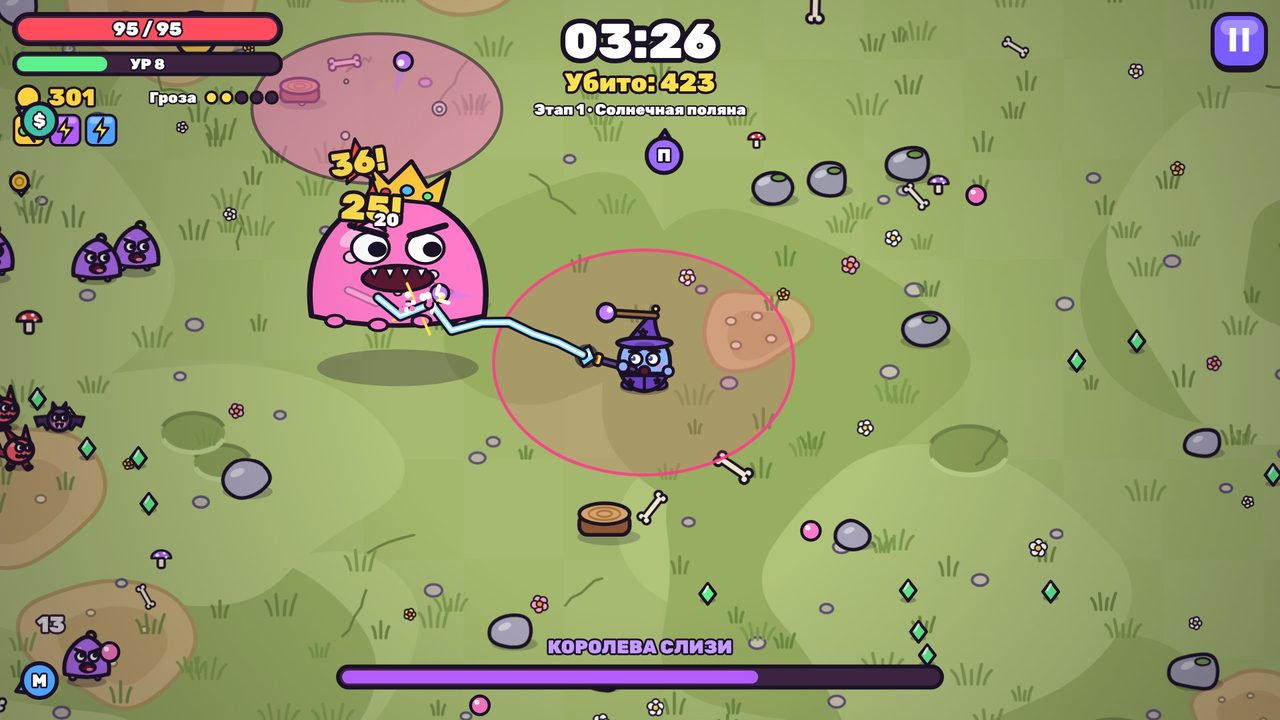 95/95
УР 8
301
Гроза
$
03:26
Убито: 423
Этап 1 • Солнечная поляна
П
36!
25!
20
13
М
КОРОЛЕВА СЛИЗИ